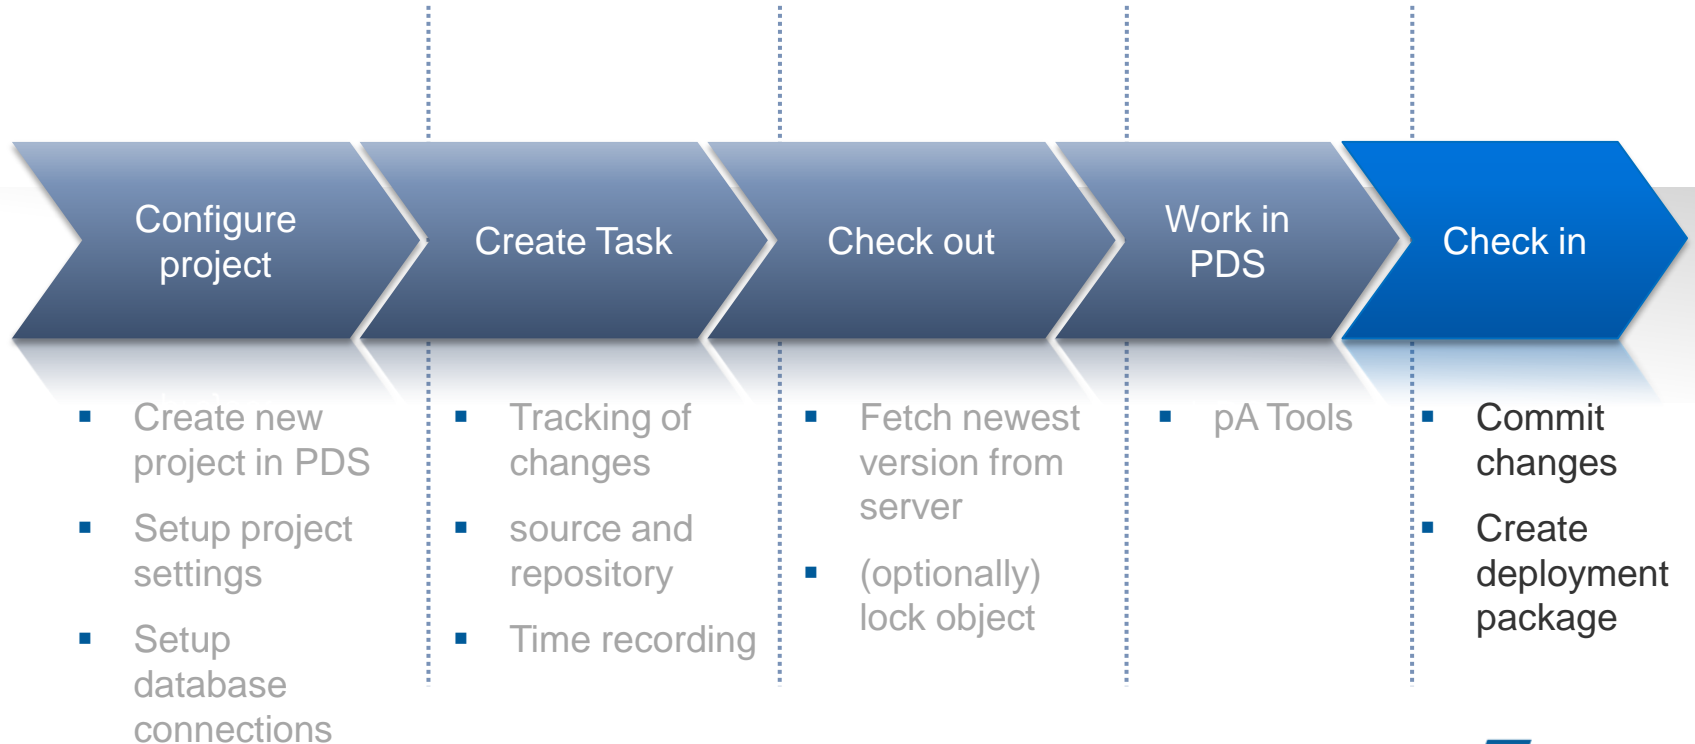 Configure
project
Create Task
Check out
Work in
PDS
Check in
▪ Create new
project in PDS
▪ Setup project
settings
▪ Setup
database
connections
▪ Tracking of
changes
▪ source and
repository
▪ Time recording
▪ Fetch newest
version from
server
▪ (optionally)
lock object
▪ pA Tools
▪ Commit
changes
▪ Create
deployment
package